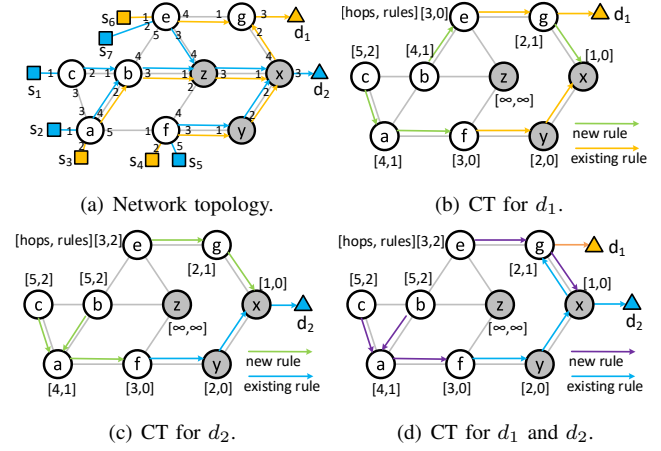 s6
s7
s1
s2
s3
s4
s5
e
g
c
b
z
x
a
f
y
d1
d2
(a) Network topology.
[hops, rules][3,0]
e
g
d1
[5,2]
[4,1]
[2,1]
[1,0]
c
b
z
x
[∞,∞]
a
f
y
new rule
existing rule
[4,1]
[3,0]
[2,0]
(b) CT for d1.
[hops, rules][3,2]
e
g
[5,2]
[5,2]
[2,1]
[1,0]
c
b
z
x
d2
[∞,∞]
a
f
y
new rule
existing rule
[4,1]
[3,0]
[2,0]
(c) CT for d2.
[hops, rules][3,2]
e
g
d1
[5,2]
[5,2]
[2,1]
[1,0]
c
b
z
x
d2
[∞,∞]
a
f
y
new rule
existing rule
[4,1]
[3,0]
[2,0]
(d) CT for d1 and d2.